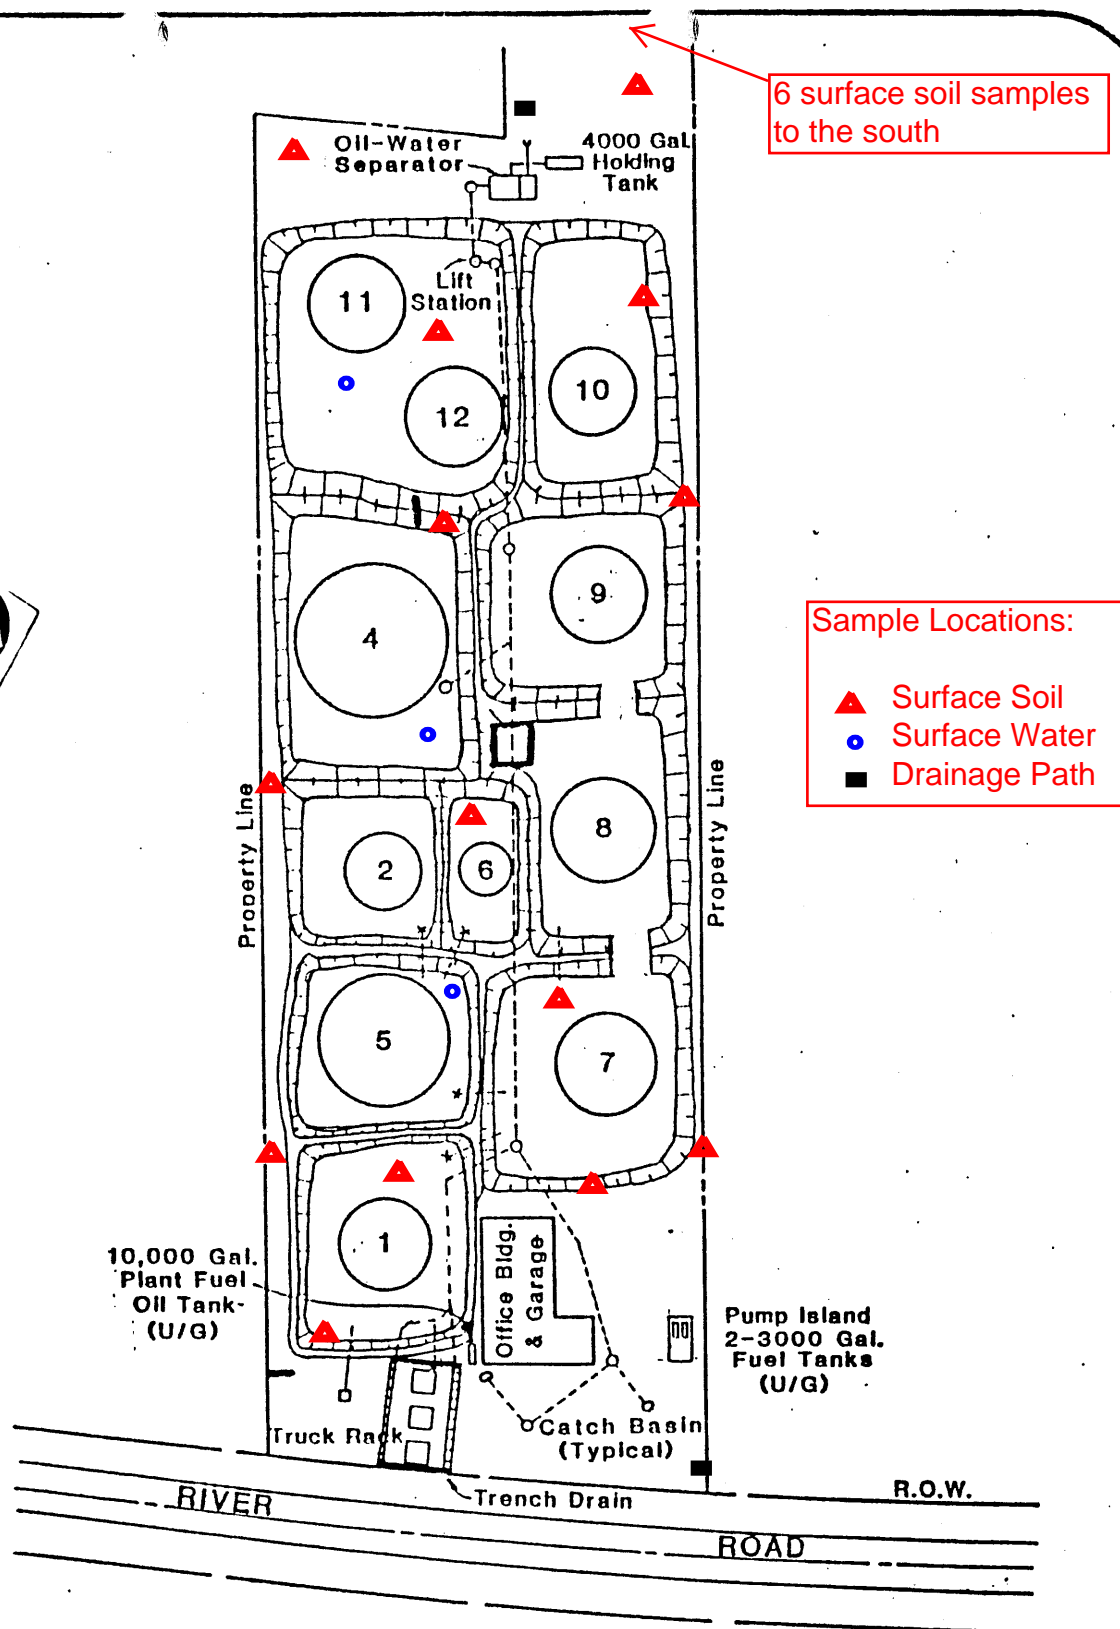 6 surface soil samples
to the south
Oil-Water
Separator
4000 Gal.
Holding
Tank
Lift
Station
11
12
10
9
4
Sample Locations:
Surface Soil
Surface Water
Drainage Path
Property Line
Property Line
8
2
6
5
7
1
10,000 Gal.
Plant Fuel
Oil Tank-
(U/G)
Office Bldg.
& Garage
Pump Island
2-3000 Gal.
Fuel Tanks
(U/G)
Truck Rack
Catch Basin
(Typical)
Trench Drain
R.O.W.
RIVER
ROAD